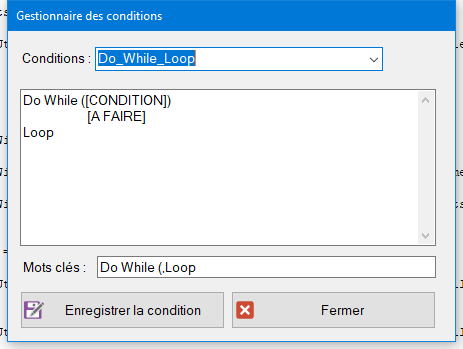 Gestionnaire des conditions
Conditions : Do_While_Loop
Do While ([CONDITION])
[A FAIRE]
Loop
Mots clés : Do While (,Loop
Enregistrer la condition
Fermer